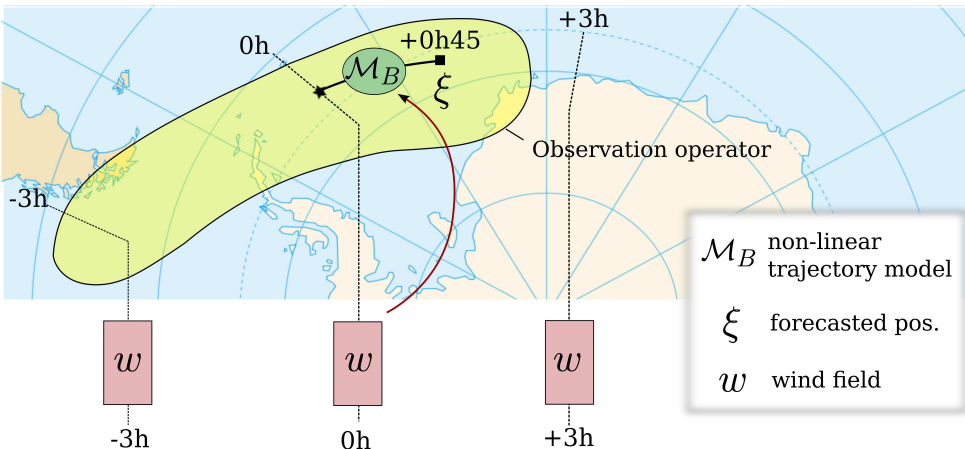 +3h
0h
+0h45
ℳ_B
ξ
Observation operator
-3h
ℳ_B non-linear
trajectory model
ξ forecasted pos.
w wind field
w
w
w
-3h
0h
+3h